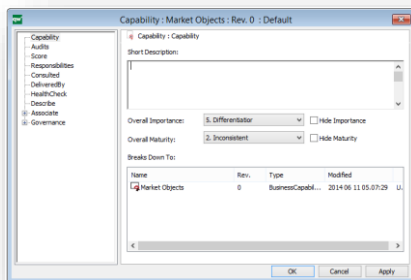 Capability : Market Objects : Rev. 0 : Default
Capability
Audits
Score
Responsibilities
Consulted
DeliveredBy
HealthCheck
Describe
Associate
Governance
Capability : Capability
Short Description:
Overall Importance: 5. Differentiator Hide Importance
Overall Maturity: 2. Inconsistent Hide Maturity
Breaks Down To:
Name Rev. Type Modified
Market Objects 0 BusinessCapabil... 2014 06 11 05.07:29 U.
OK Cancel Apply